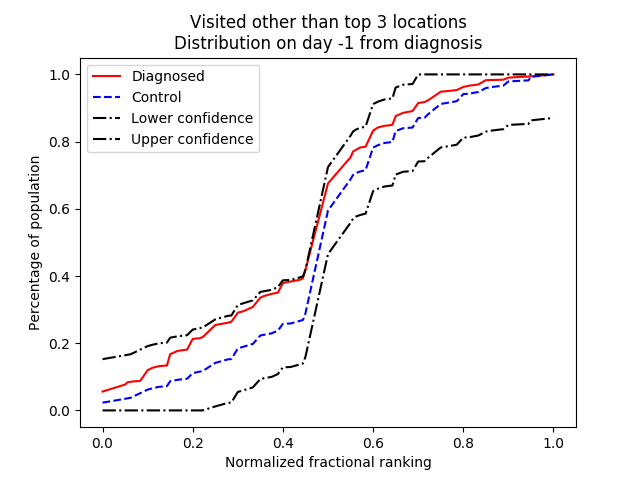 Visited other than top 3 locations
Distribution on day -1 from diagnosis
Diagnosed
Control
Lower confidence
Upper confidence
Percentage of population
1.0
0.8
0.6
0.4
0.2
0.0
0.0 0.2 0.4 0.6 0.8 1.0
Normalized fractional ranking